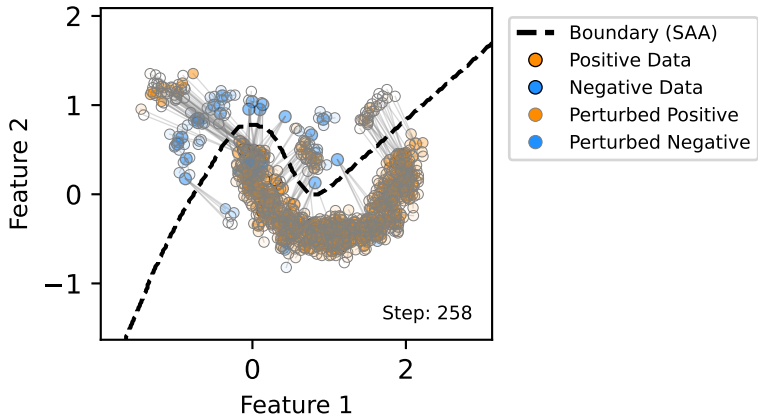 2
1
0
−1
Feature 2
0
2
Feature 1
Step: 258
Boundary (SAA)
Positive Data
Negative Data
Perturbed Positive
Perturbed Negative